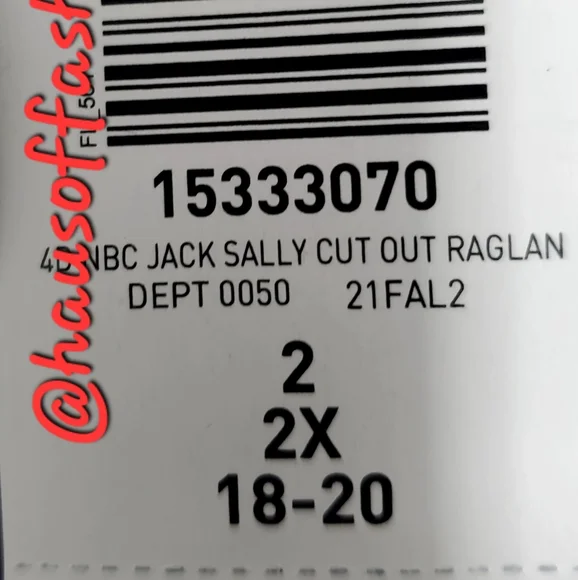 15333070
NBC JACK SALLY CUT OUT RAGLAN
DEPT 0050 21FAL2
2
2X
18-20
@hausoffash